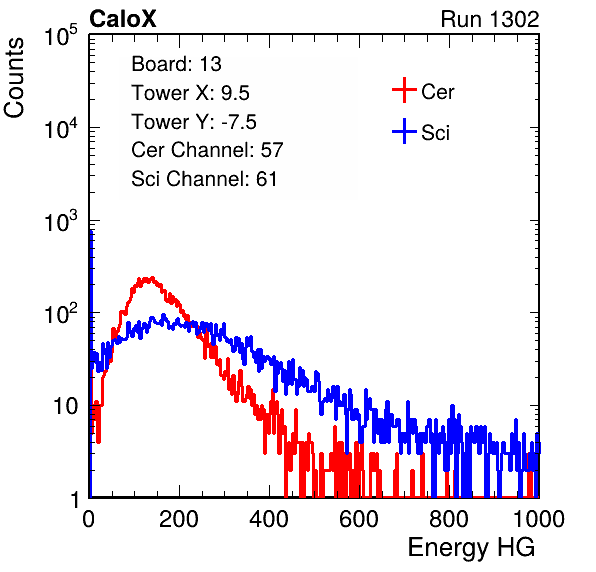 CaloX Run 1302
Counts
10^5
10^4
10^3
10^2
10
1
Board: 13
Tower X: 9.5
Tower Y: -7.5
Cer Channel: 57
Sci Channel: 61
Cer
Sci
0 200 400 600 800 1000
Energy HG